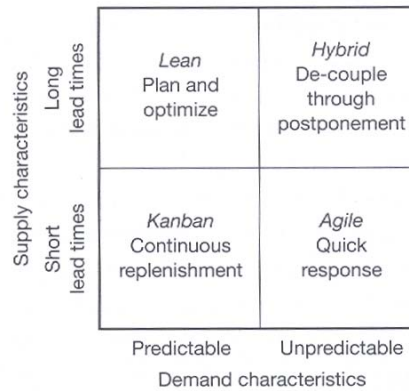 Supply characteristics
Long
lead times
Short
lead times
Lean
Plan and
optimize
Hybrid
De-couple
through
postponement
Kanban
Continuous
replenishment
Agile
Quick
response
Predictable
Unpredictable
Demand characteristics